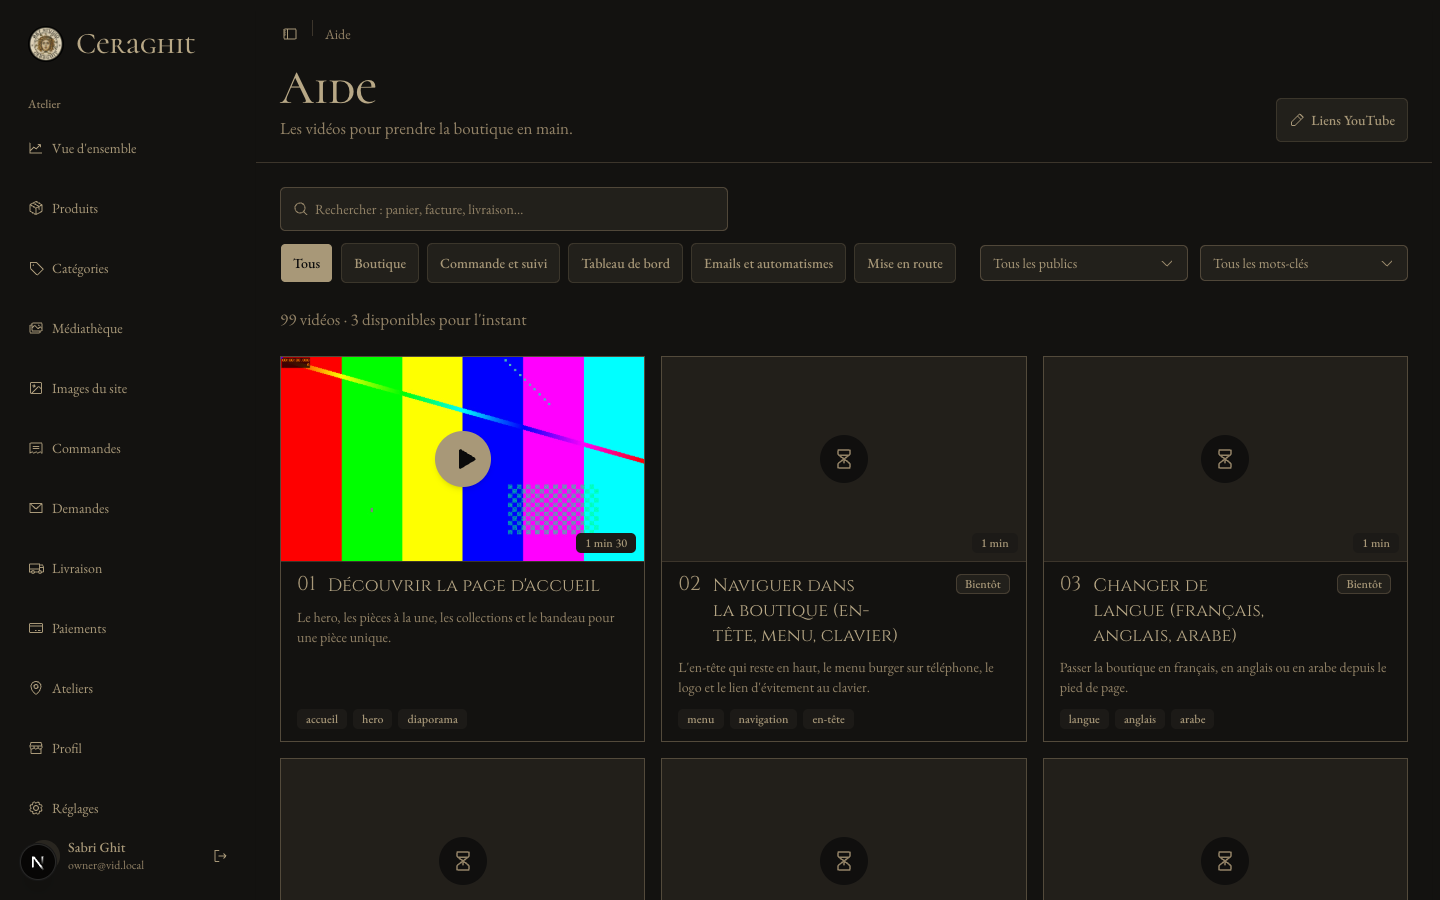 Ceraghit
Atelier
Vue d'ensemble
Produits
Catégories
Médiathèque
Images du site
Commandes
Demandes
Livraison
Paiements
Ateliers
Profil
Réglages
N
Sabri Ghit
owner@vid.local
Aide
Aide
Les vidéos pour prendre la boutique en main.
Liens YouTube
Rechercher : panier, facture, livraison...
Tous
Boutique
Commande et suivi
Tableau de bord
Emails et automatismes
Mise en route
Tous les publics
Tous les mots-clés
99 vidéos · 3 disponibles pour l'instant
1 min 30
01 Découvrir la page d'accueil
Le hero, les pièces à la une, les collections et le bandeau pour
une pièce unique.
accueil
hero
diaporama
1 min
02 Naviguer dans
la boutique (en-
tête, menu, clavier)
Bientôt
L'en-tête qui reste en haut, le menu burger sur téléphone, le
logo et le lien d'évitement au clavier.
menu
navigation
en-tête
1 min
03 Changer de
langue (français,
anglais, arabe)
Bientôt
Passer la boutique en français, en anglais ou en arabe depuis le
pied de page.
langue
anglais
arabe